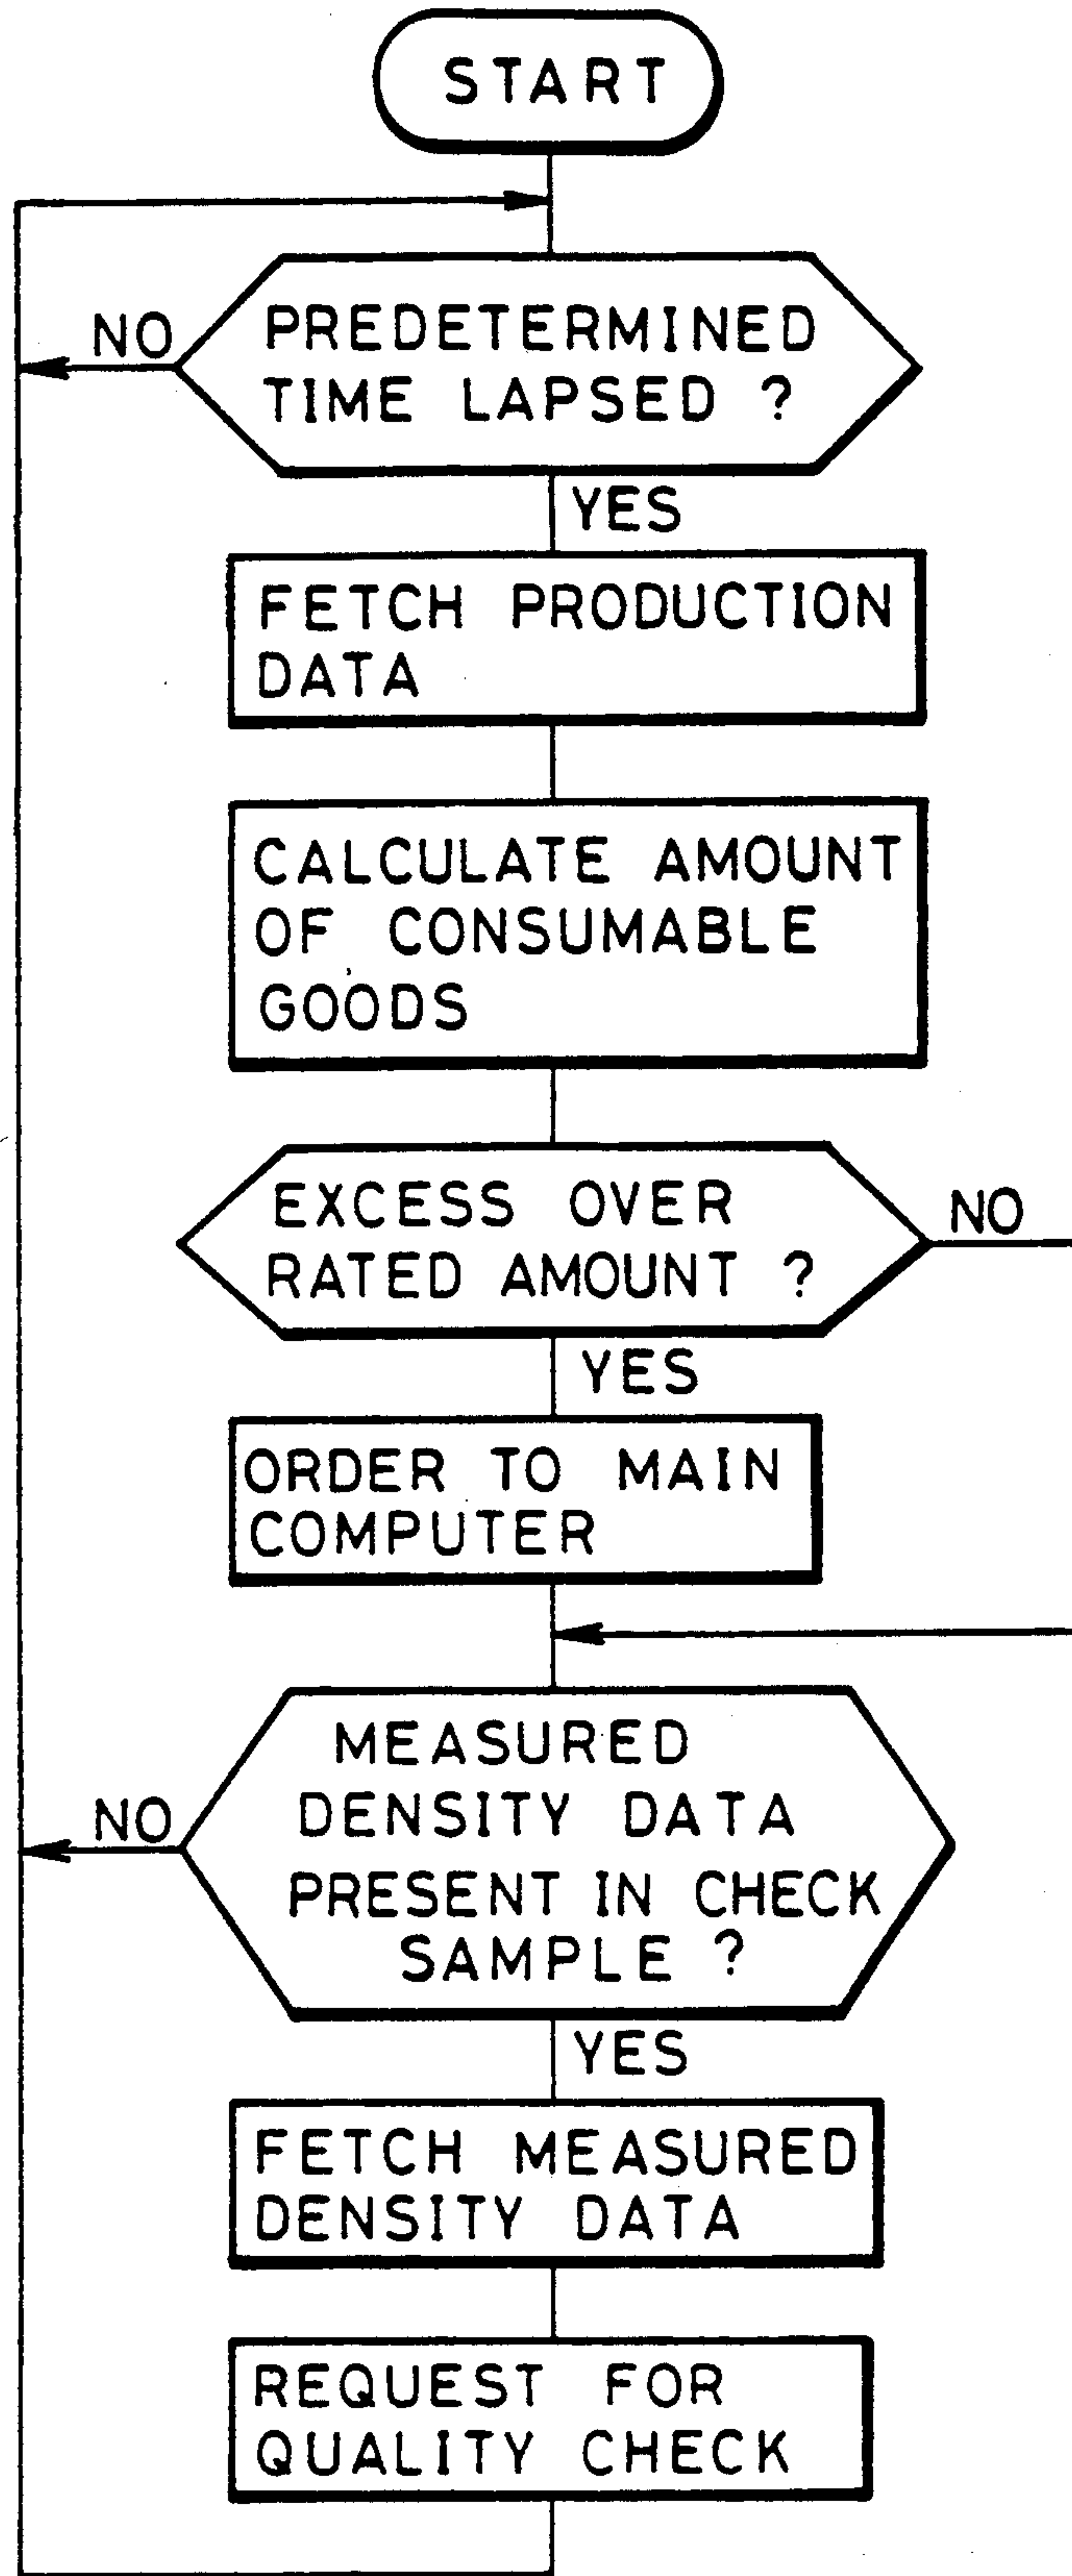 START
NO
PREDETERMINED
TIME LAPSED ?
YES
FETCH PRODUCTION
DATA
CALCULATE AMOUNT
OF CONSUMABLE
GOODS
EXCESS OVER
RATED AMOUNT ?
NO
YES
ORDER TO MAIN
COMPUTER
MEASURED
DENSITY DATA
PRESENT IN CHECK
SAMPLE ?
NO
YES
FETCH MEASURED
DENSITY DATA
REQUEST FOR
QUALITY CHECK